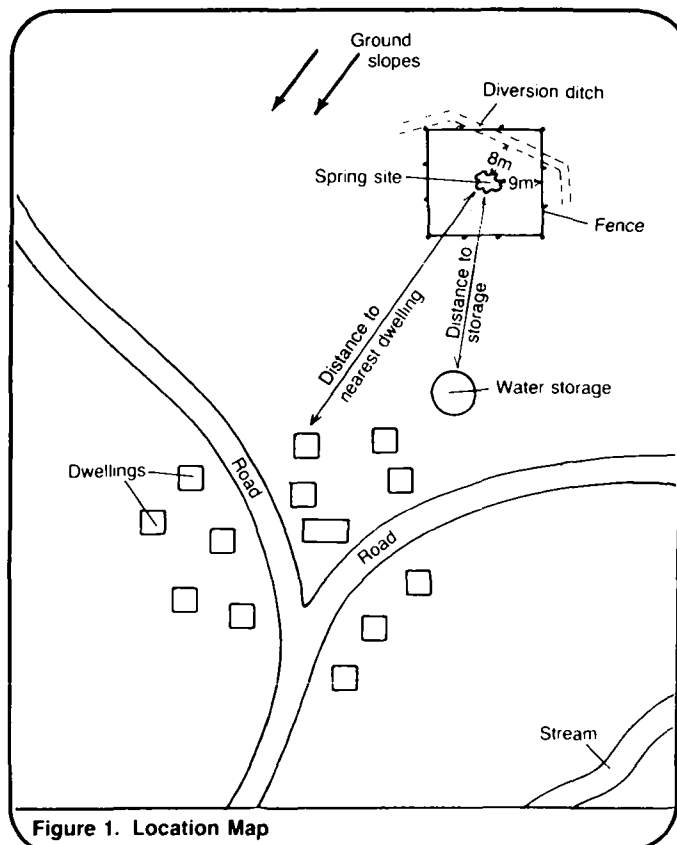 Ground
slopes
Diversion ditch
8m
Spring site
9m
Fence
Distance to
nearest dwelling
Distance to
storage
Water storage
Dwellings
Road
Road
Stream
Figure 1. Location Map